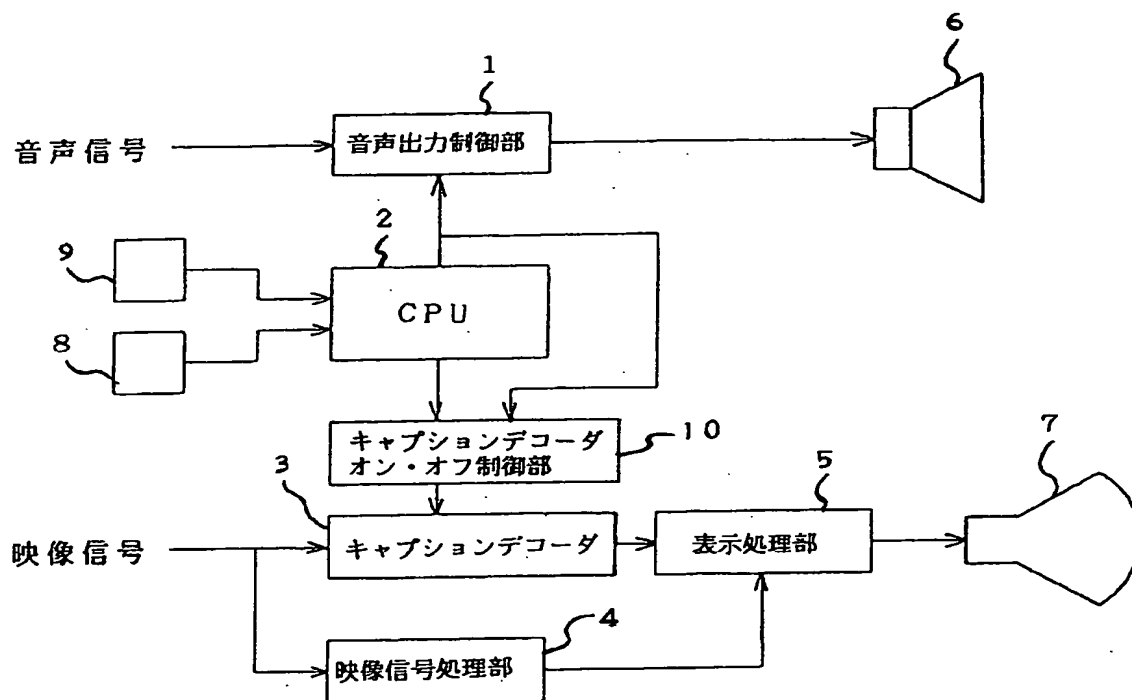 6
1
音声信号
音声出力制御部
2
9
CPU
8
キャプションデコーダ
オン・オフ制御部
10
7
3
5
映像信号
キャプションデコーダ
表示処理部
4
映像信号処理部